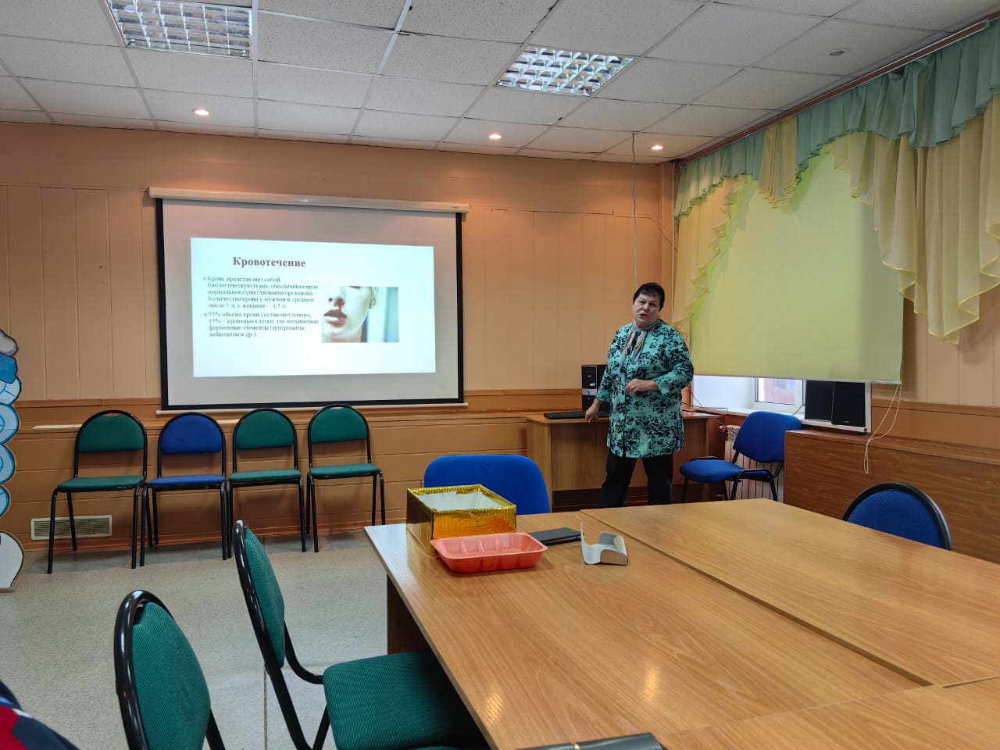 Кровотечение
Кровь представляет собой
биологическую ткань, обеспечивающую
нормальное существование организма.
Количество крови у мужчин в среднем
около 5 л, у женщин – 4,5 л;
55% объема крови составляет плазма,
45% – кровяные клетки, так называемые
форменные элементы (эритроциты,
лейкоциты и др.).